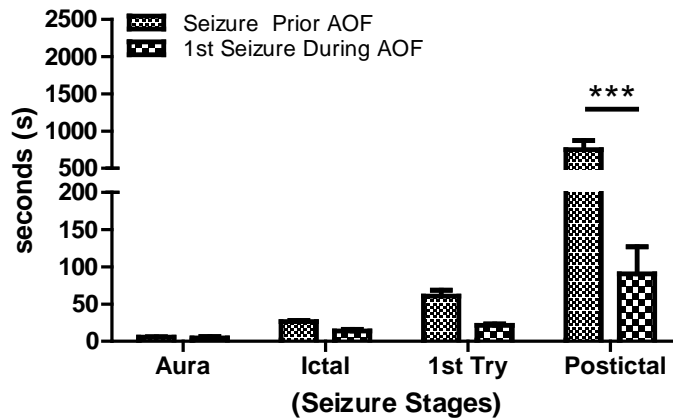 2500
2000
1500
1000
500
200
150
100
50
0
seconds (s)
Seizure  Prior AOF
1st Seizure During AOF
***
Aura
Ictal
1st Try
Postictal
(Seizure Stages)